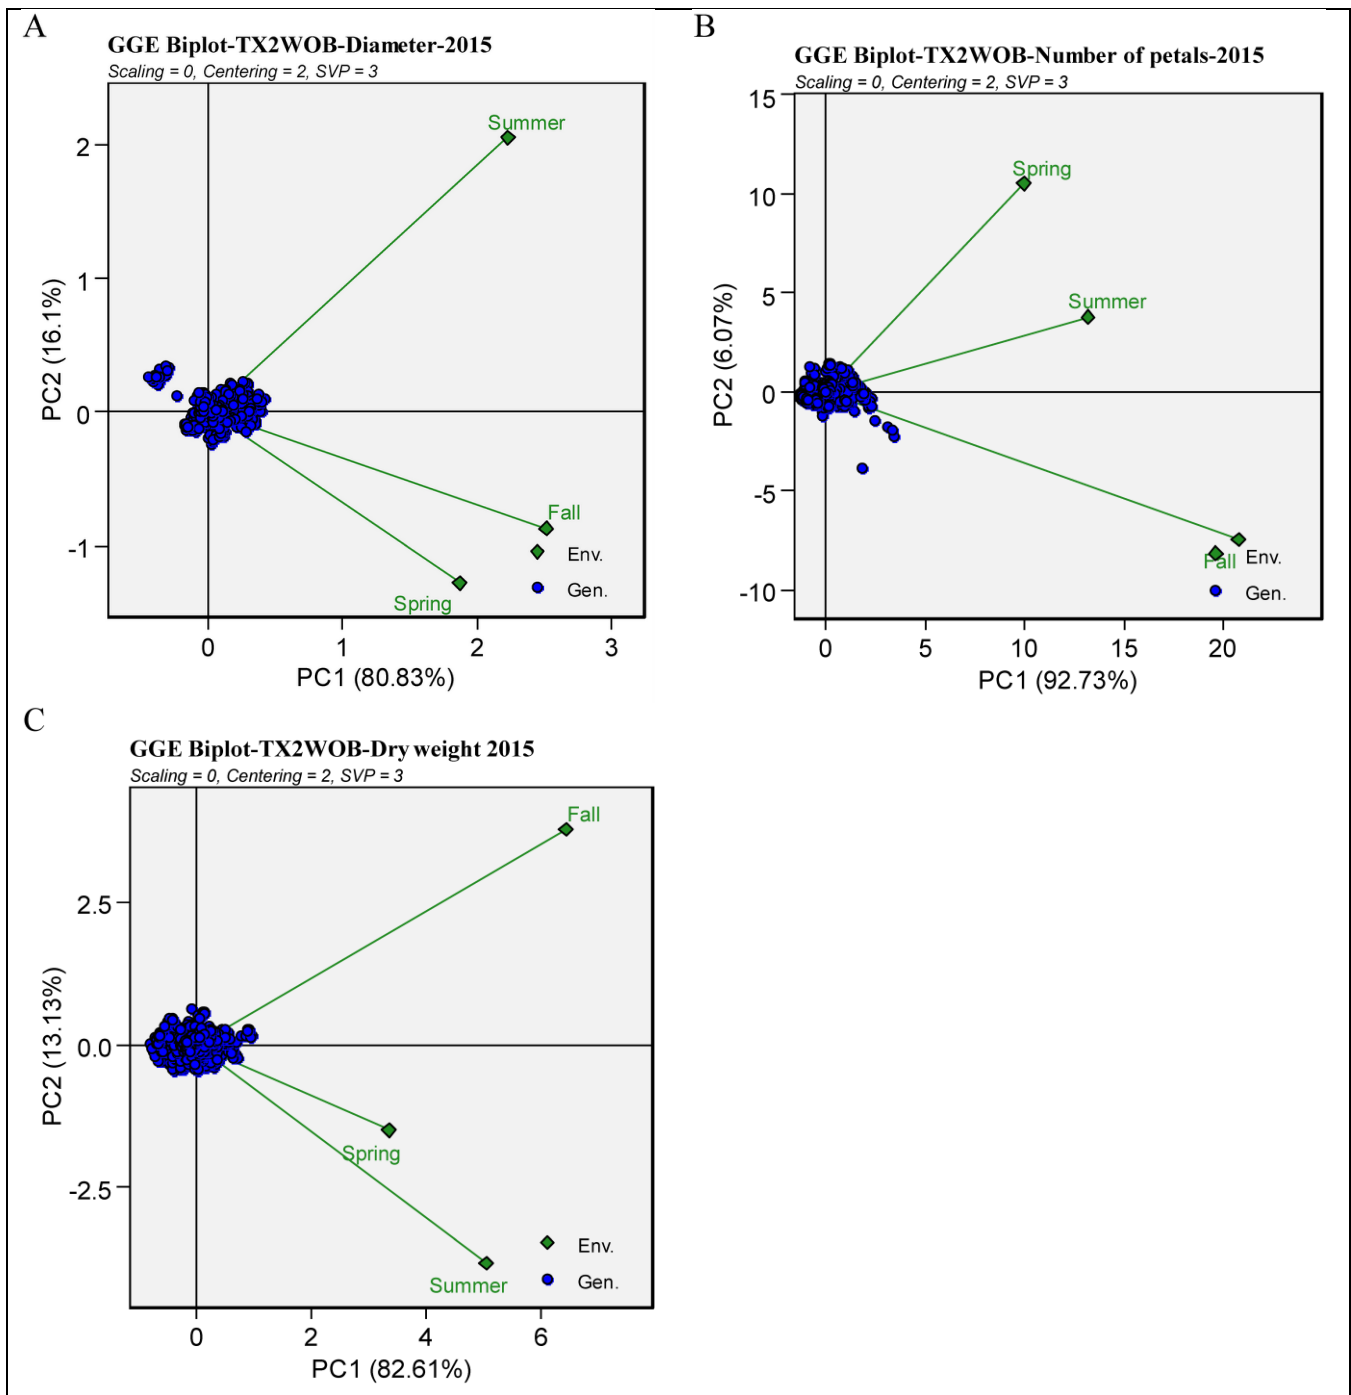 A
GGE Biplot-TX2WOB-Diameter-2015
Scaling = 0, Centering = 2, SVP = 3
Summer
2
1
0
-1
PC2 (16.1%)
Fall
Spring
Env.
Gen.
0 1 2 3
PC1 (80.83%)
B
GGE Biplot-TX2WOB-Number of petals-2015
Scaling = 0, Centering = 2, SVP = 3
15
10
5
0
-5
-10
PC2 (6.07%)
Spring
Summer
Fall
Env.
Gen.
0 5 10 15 20
PC1 (92.73%)
C
GGE Biplot-TX2WOB-Dry weight 2015
Scaling = 0, Centering = 2, SVP = 3
Fall
2.5
0.0
-2.5
PC2 (13.13%)
Spring
Summer
Env.
Gen.
0 2 4 6
PC1 (82.61%)